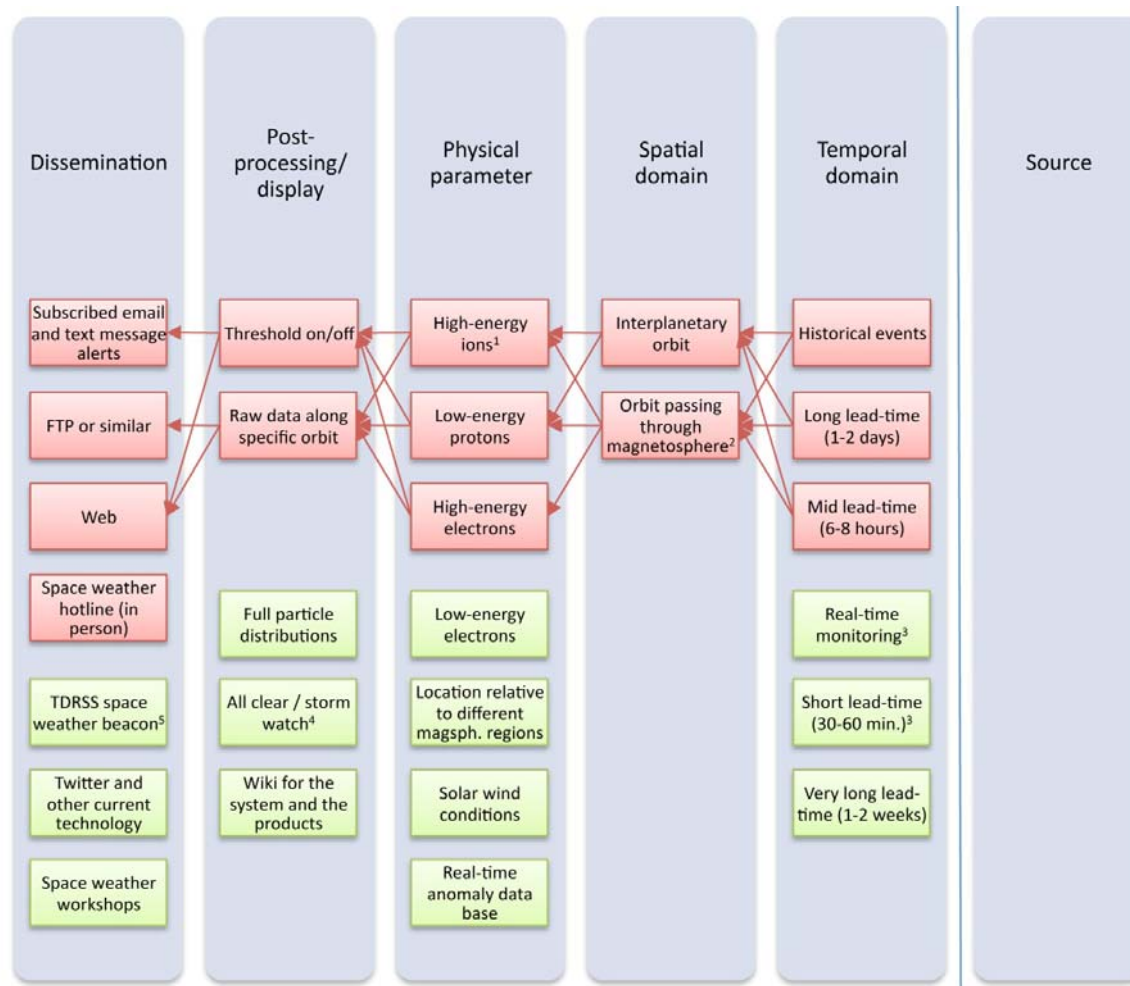 Dissemination
Post-
processing/
display
Physical
parameter
Spatial
domain
Temporal
domain
Source
Subscribed email
and text message
alerts
FTP or similar
Web
Space weather
hotline (in
person)
TDRSS space
weather beacon⁵
Twitter and
other current
technology
Space weather
workshops
Threshold on/off
Raw data along
specific orbit
Full particle
distributions
All clear / storm
watch⁴
Wiki for the
system and the
products
High-energy
ions¹
Low-energy
protons
High-energy
electrons
Low-energy
electrons
Location relative
to different
magsph. regions
Solar wind
conditions
Real-time
anomaly data
base
Interplanetary
orbit
Orbit passing
through
magnetosphere²
Historical events
Long lead-time
(1-2 days)
Mid lead-time
(6-8 hours)
Real-time
monitoring³
Short lead-time
(30-60 min.)³
Very long lead-
time (1-2 weeks)